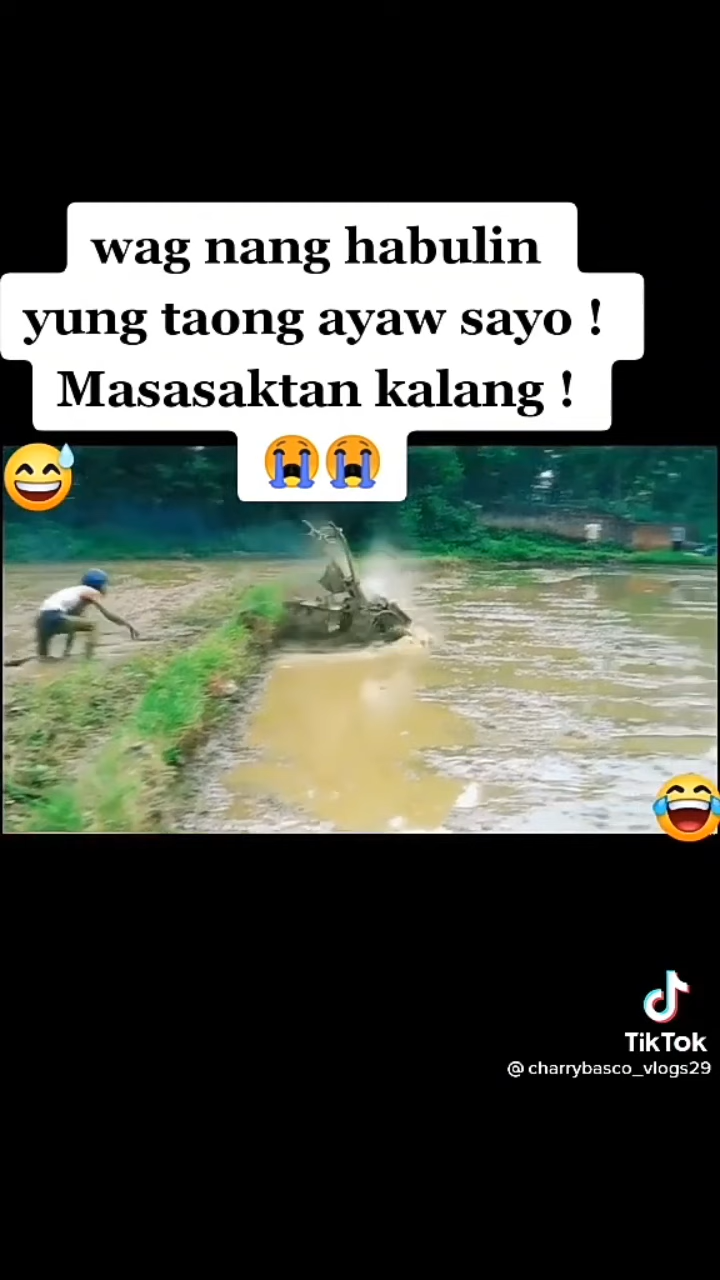 wag nang habulin
yung taong ayaw sayo !
Masasaktan kalang !
TikTok
@charrybasco_vlogs29